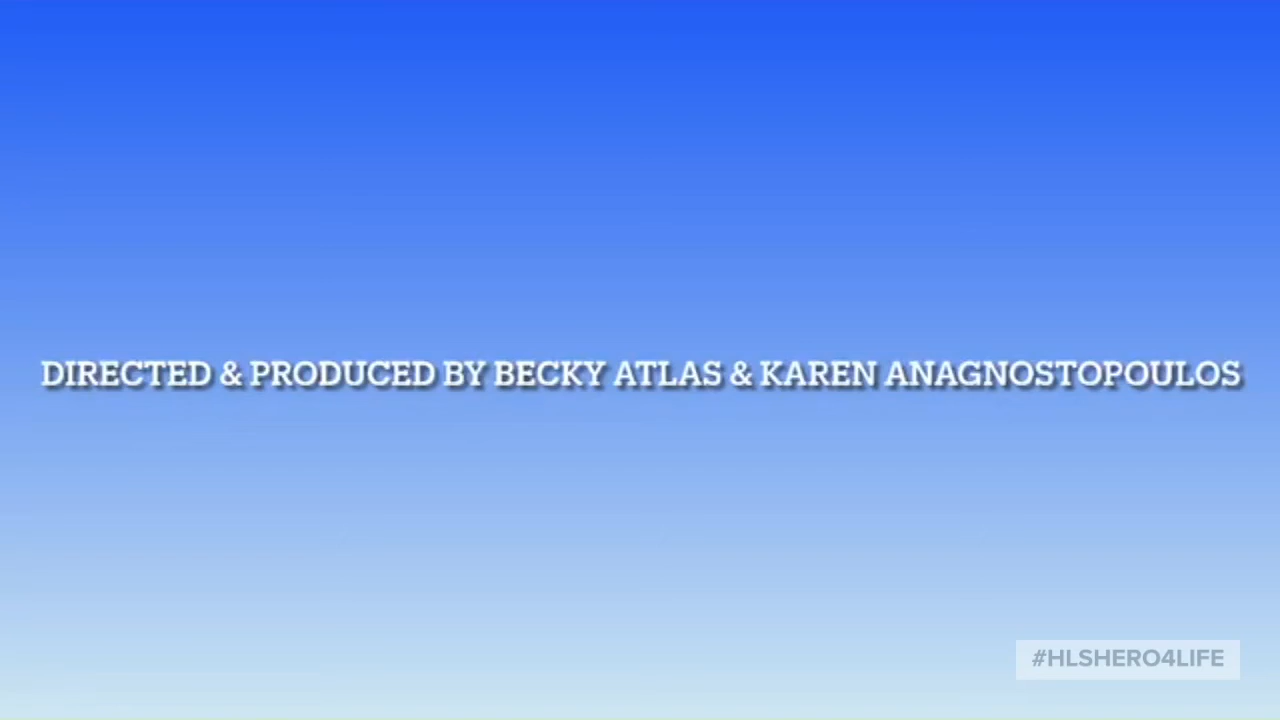 DIRECTED & PRODUCED BY BECKY ATLAS & KAREN ANAGNOSTOPOULOS
#HLSHERO4LIFE